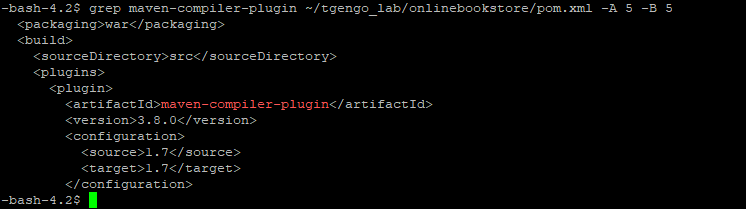 -bash-4.2$ grep maven-compiler-plugin ~/tgengo_lab/onlinebookstore/pom.xml -A 5 -B 5
  <packaging>war</packaging>
  <build>
    <sourceDirectory>src</sourceDirectory>
    <plugins>
      <plugin>
        <artifactId>maven-compiler-plugin</artifactId>
        <version>3.8.0</version>
        <configuration>
          <source>1.7</source>
          <target>1.7</target>
        </configuration>
-bash-4.2$